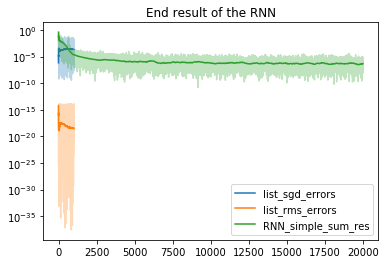 End result of the RNN
10^0
10^-5
10^-10
10^-15
10^-20
10^-25
10^-30
10^-35
0 2500 5000 7500 10000 12500 15000 17500 20000
list_sgd_errors
list_rms_errors
RNN_simple_sum_res